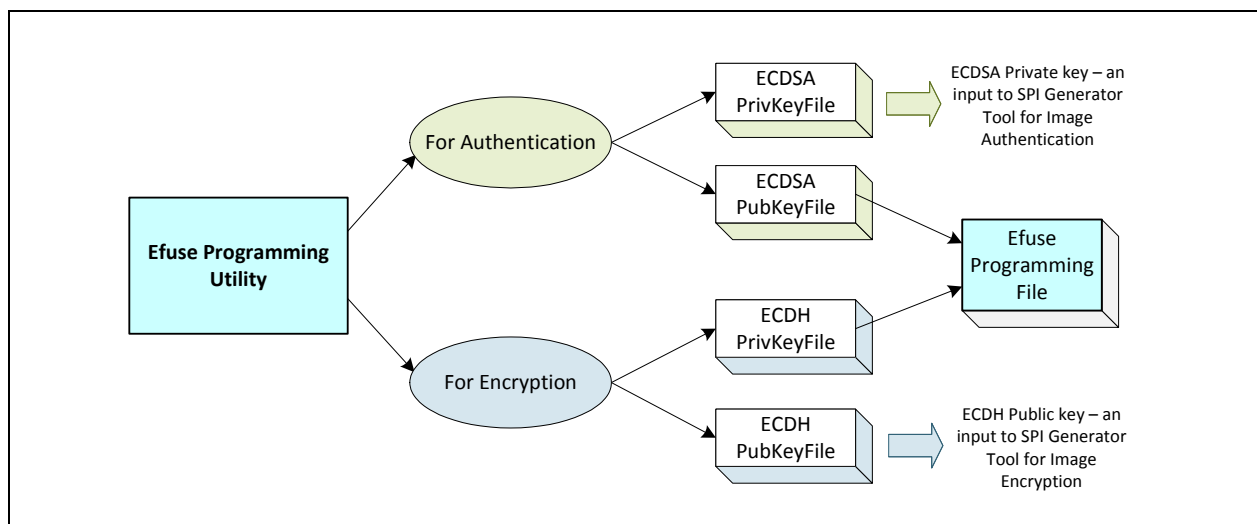 Efuse Programming
Utility
For Authentication
For Encryption
ECDSA
PrivKeyFile
ECDSA
PubKeyFile
ECDH
PrivKeyFile
ECDH
PubKeyFile
ECDSA Private key – an
input to SPI Generator
Tool for Image
Authentication
Efuse
Programming
File
ECDH Public key – an
input to SPI Generator
Tool for Image
Encryption